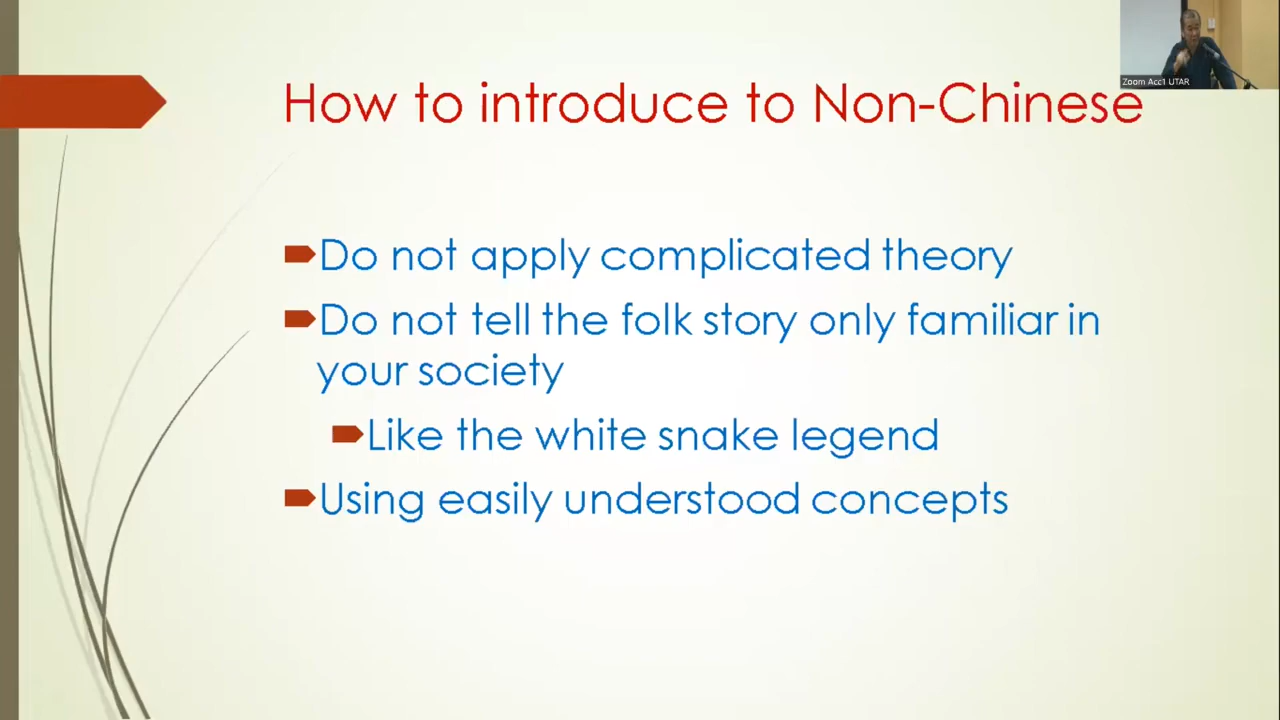 Zoom Acc1 UTAR
How to introduce to Non-Chinese
Do not apply complicated theory
Do not tell the folk story only familiar in
your society
Like the white snake legend
Using easily understood concepts